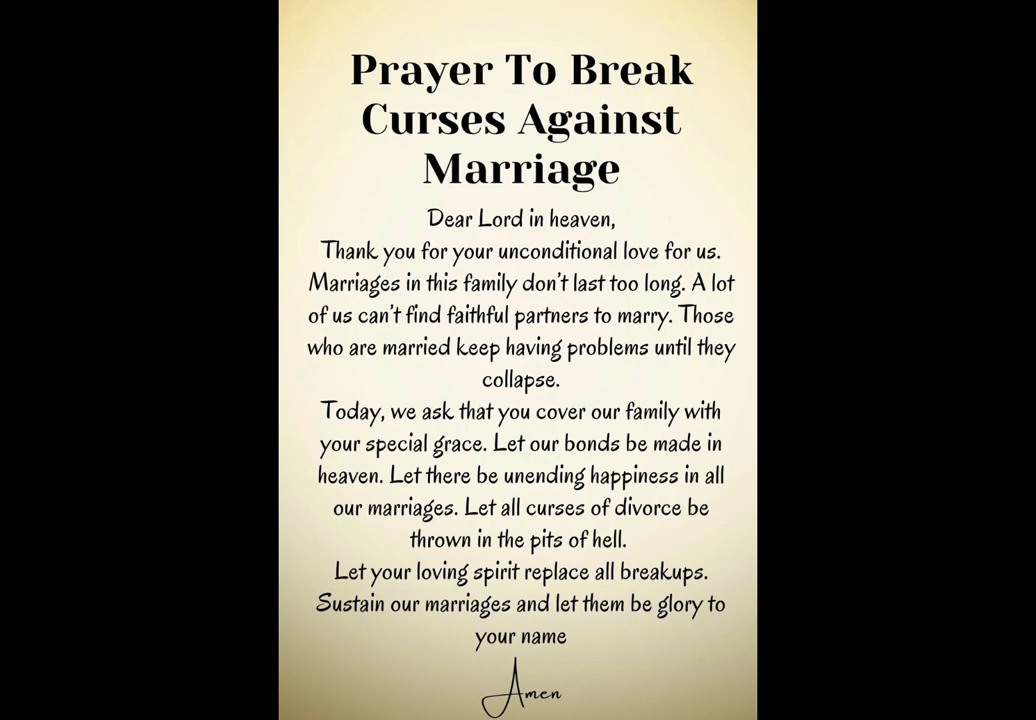 Prayer To Break
Curses Against
Marriage
Dear Lord in heaven,
Thank you for your unconditional love for us.
Marriages in this family don't last too long. A lot
of us can't find faithful partners to marry. Those
who are married keep having problems until they
collapse.
Today, we ask that you cover our family with
your special grace. Let our bonds be made in
heaven. Let there be unending happiness in all
our marriages. Let all curses of divorce be
thrown in the pits of hell.
Let your loving spirit replace all breakups.
Sustain our marriages and let them be glory to
your name
Amen